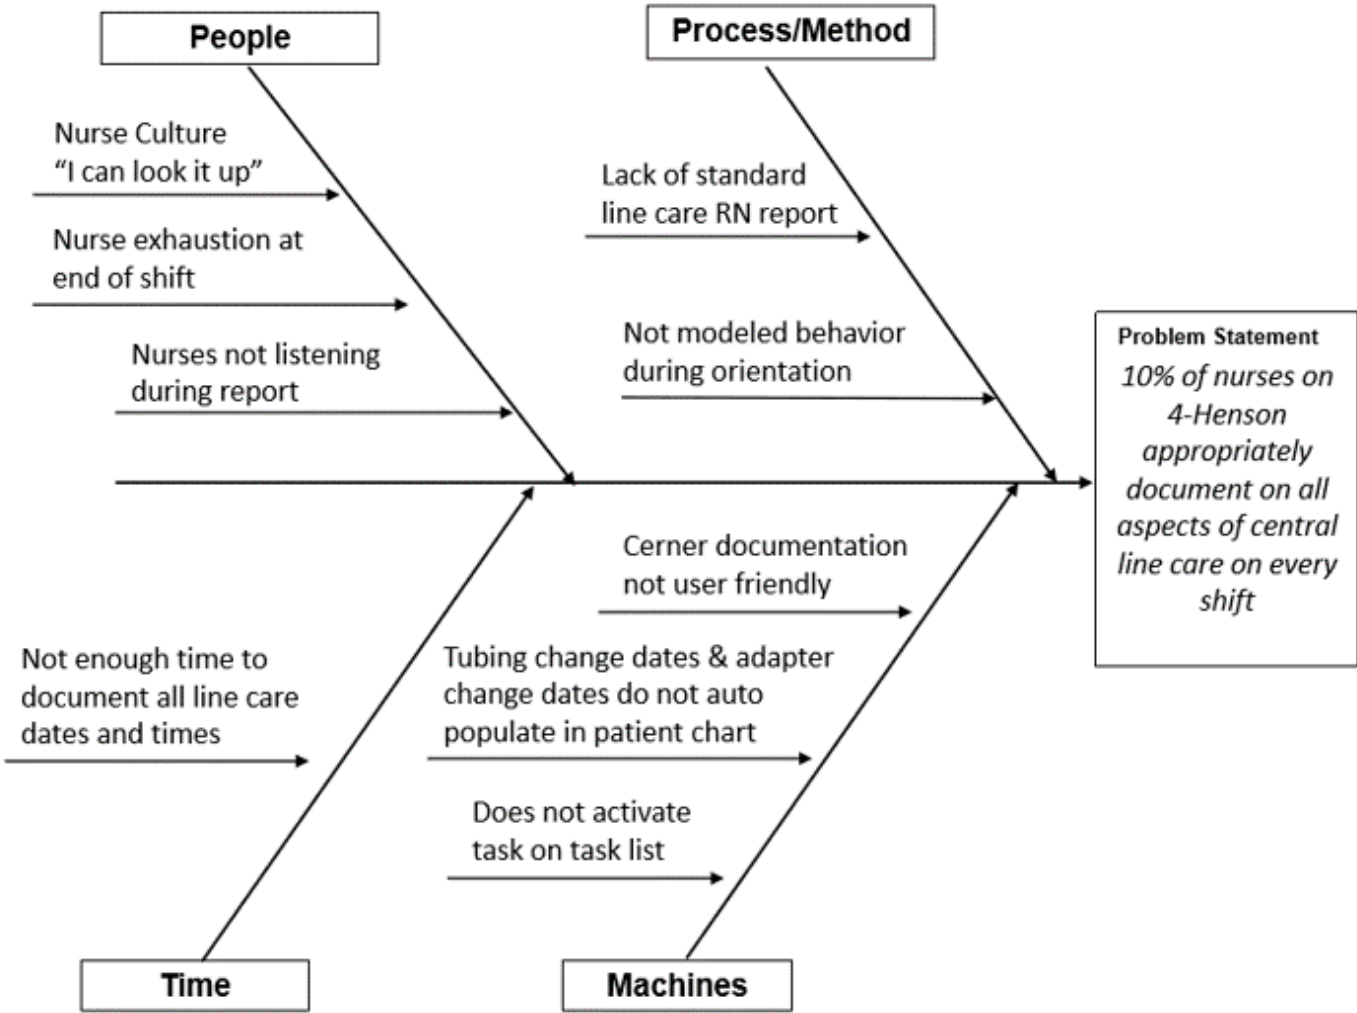 People
Nurse Culture
“I can look it up”
Nurse exhaustion at
end of shift
Nurses not listening
during report
Process/Method
Lack of standard
line care RN report
Not modeled behavior
during orientation
Problem Statement
10% of nurses on
4-Henson
appropriately
document on all
aspects of central
line care on every
shift
Not enough time to
document all line care
dates and times
Time
Cerner documentation
not user friendly
Tubing change dates & adapter
change dates do not auto
populate in patient chart
Does not activate
task on task list
Machines